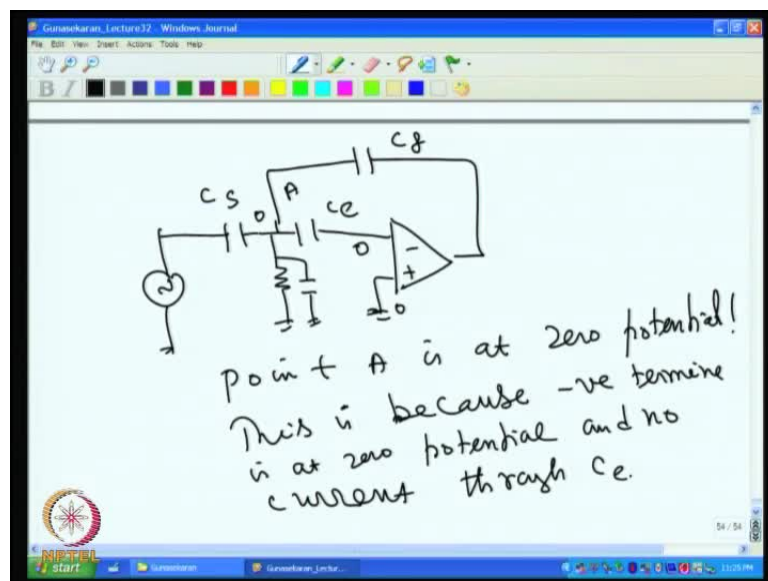 Gunasekaran_Lecture32 - Windows Journal
File Edit View Insert Actions Tools Help
B I
Cf
Cs
A
O
Ce
O
-
+
O
Point A is at zero potential!
This is because -ve termine
is at zero potential and no
current through Ce.
54 / 54
NPTEL
start
Gunasekaran
Gunasekaran_Lectur...
11:25 PM